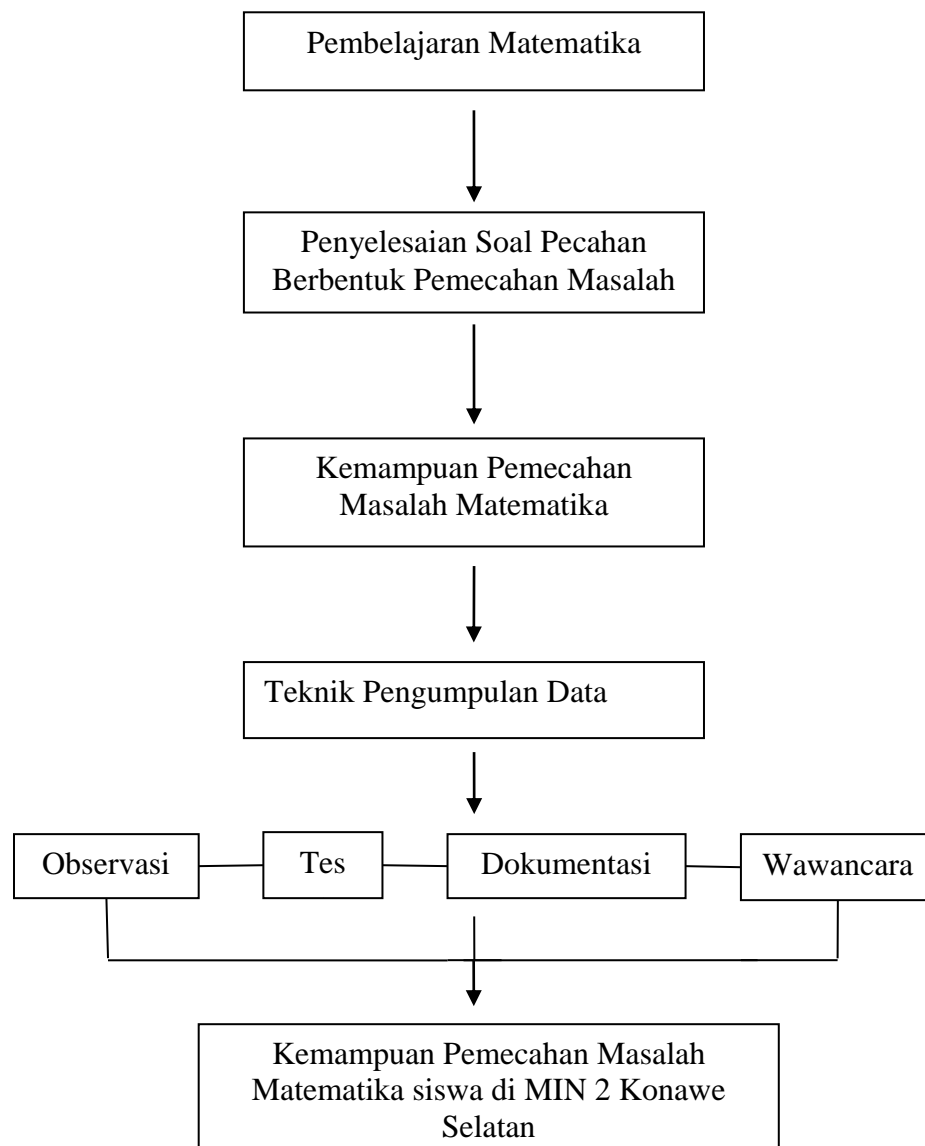 Pembelajaran Matematika
Penyelesaian Soal Pecahan
Berbentuk Pemecahan Masalah
Kemampuan Pemecahan
Masalah Matematika
Teknik Pengumpulan Data
Observasi
Tes
Dokumentasi
Wawancara
Kemampuan Pemecahan Masalah
Matematika siswa di MIN 2 Konawe
Selatan